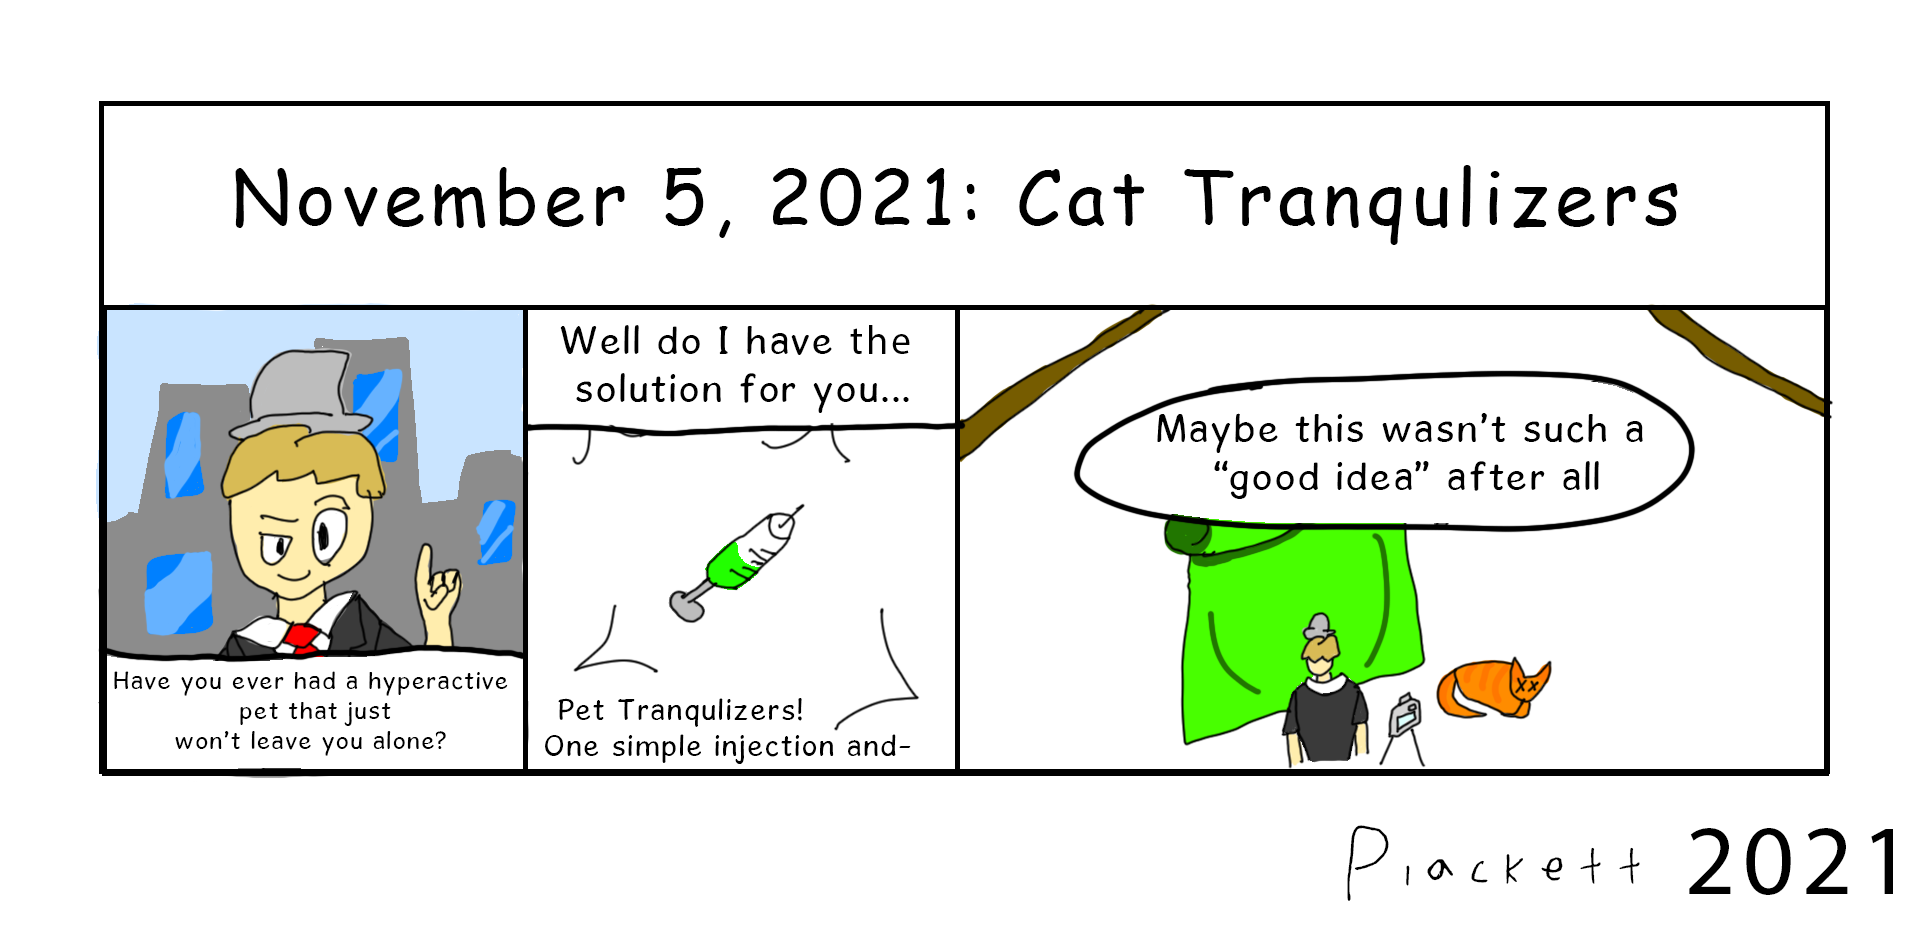 November 5, 2021: Cat Tranqulizers
Have you ever had a hyperactive
pet that just
won't leave you alone?
Well do I have the
solution for you...
Pet Tranqulizers!
One simple injection and-
Maybe this wasn't such a
“good idea” after all
xx
Plackett 2021